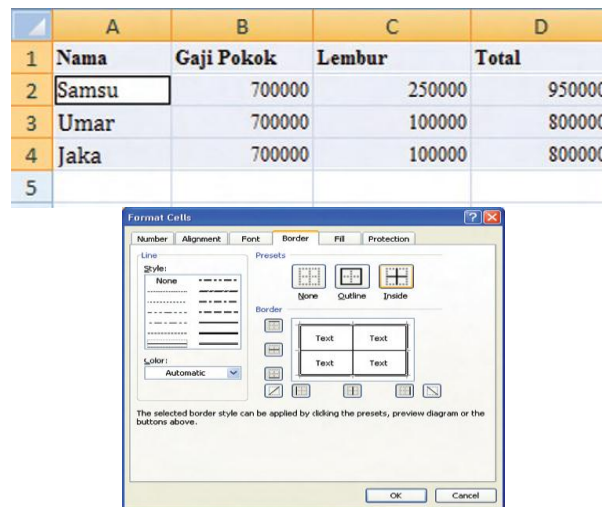 A B C D
1 Nama Gaji Pokok Lembur Total
2 Samsu 700000 250000 950000
3 Umar 700000 100000 800000
4 Jaka 700000 100000 800000
5
Format Cells
Number Alignment Font Border Fill Protection
Line Presets
Style:
None
None Outline Inside
Border
Text Text
Text Text
Color:
Automatic
The selected border style can be applied by clicking the presets, preview diagram or the
buttons above.
OK Cancel